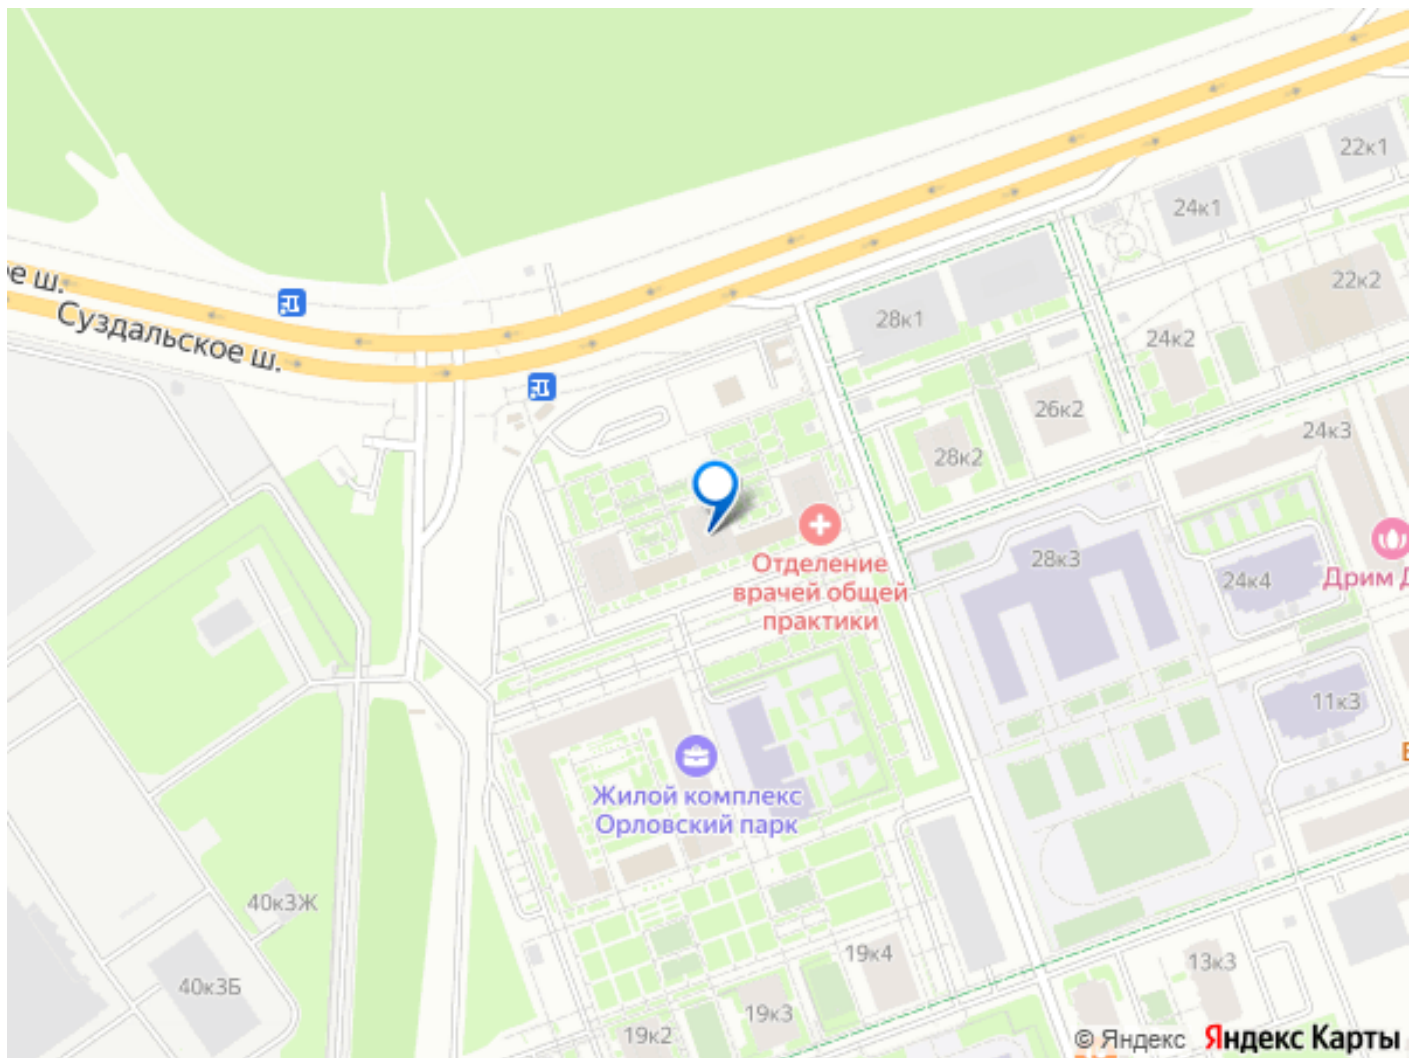 22к1
24к1
ое ш.
Суздальское ш.
28к1
22к2
24к2
26к2
24к3
28к2
Отделение
врачей общей
практики
28к3
24к4
Дрим Д
11к3
Жилой комплекс
Орловский парк
40к3Ж
40к3Б
19к4
13к3
19к3
19к2
© Яндекс Яндекс Карты